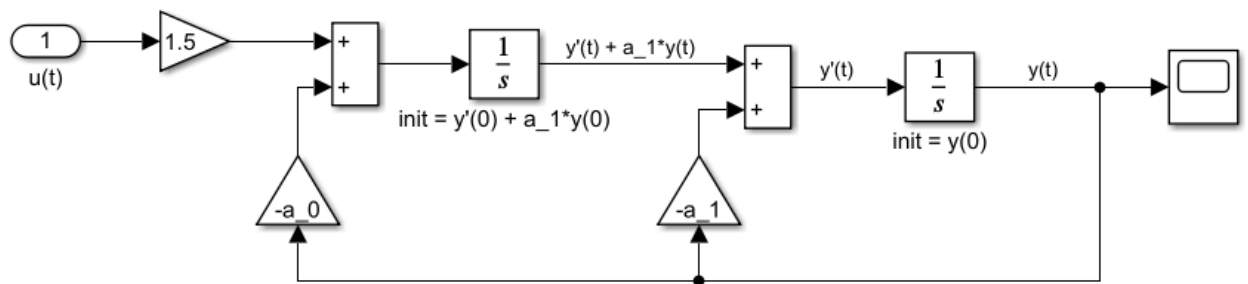 1
u(t)
1.5
+
+
1
s
init = y'(0) + a_1*y(0)
y'(t) + a_1*y(t)
+
+
y'(t)
1
s
init = y(0)
y(t)
-a_0
-a_1